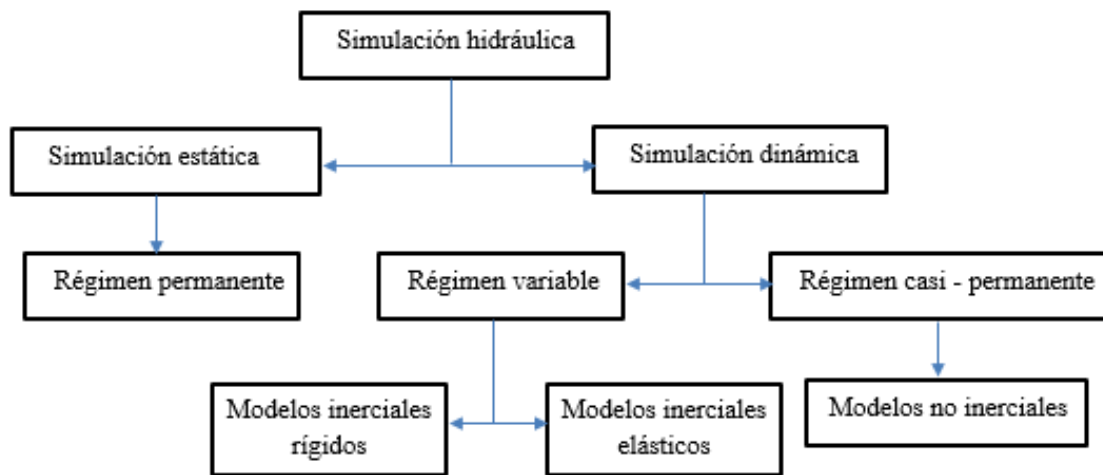 Simulación hidráulica
Simulación estática
Simulación dinámica
Régimen permanente
Régimen variable
Régimen casi - permanente
Modelos inerciales
rígidos
Modelos inerciales
elásticos
Modelos no inerciales